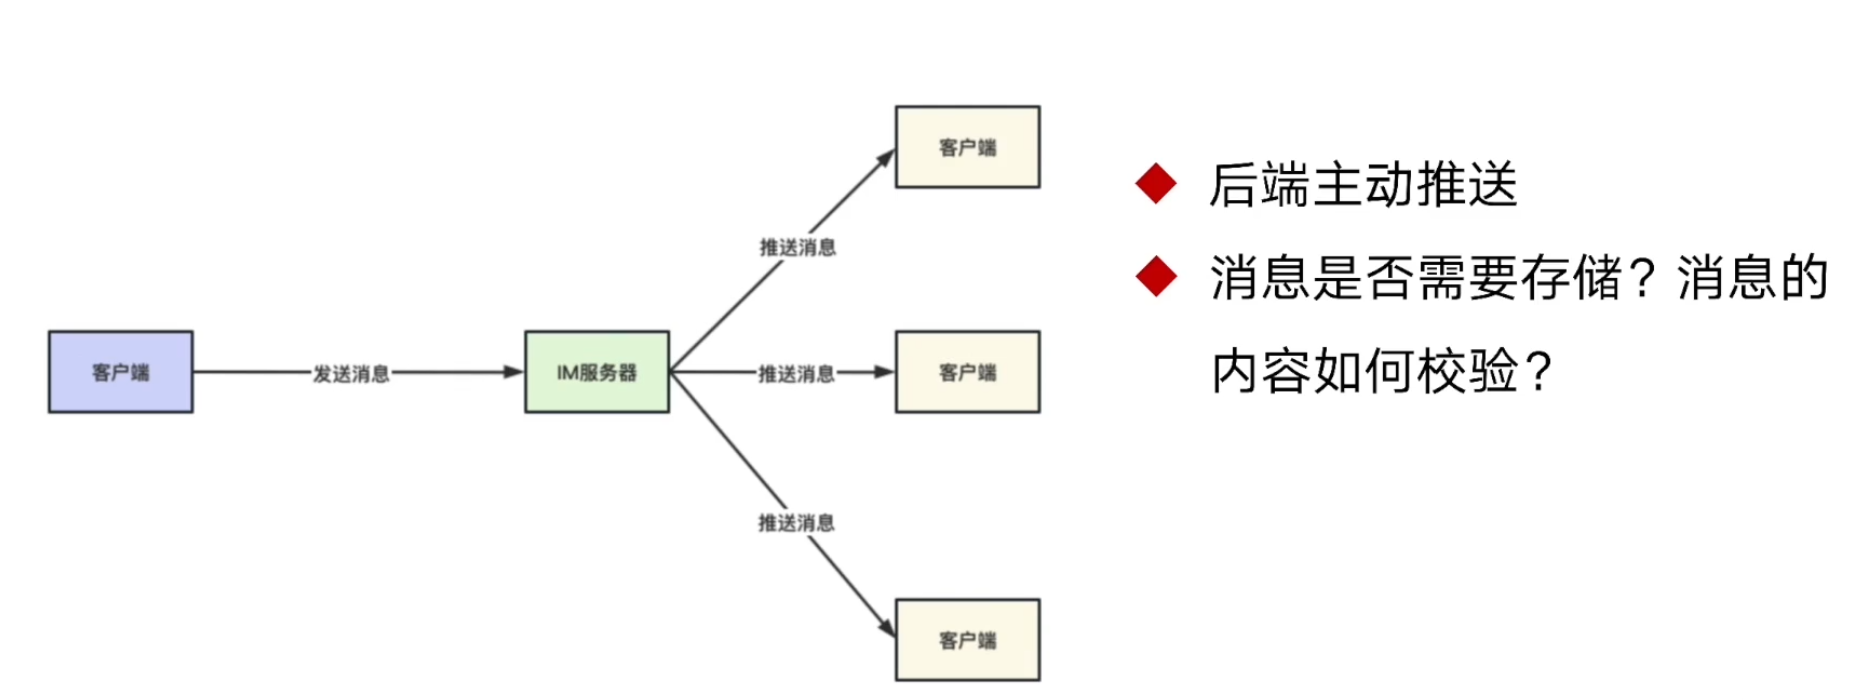 客户端
推送消息
客户端
发送消息
IM服务器
推送消息
客户端
推送消息
客户端
后端主动推送
消息是否需要存储？消息的
内容如何校验？